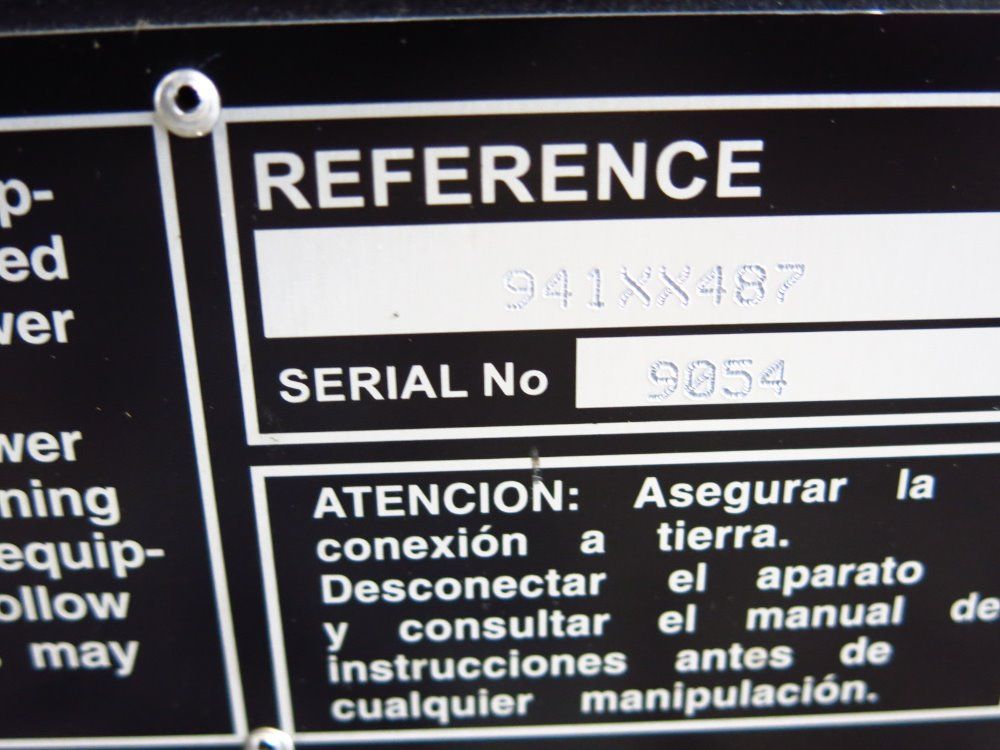 p-
ed
wer
wer
ning
equip-
ollow
may
REFERENCE
941XX487
SERIAL No 9054
ATENCION: Asegurar la
conexión a tierra.
Desconectar el aparato
y consultar el manual de
instrucciones antes de
cualquier manipulación.